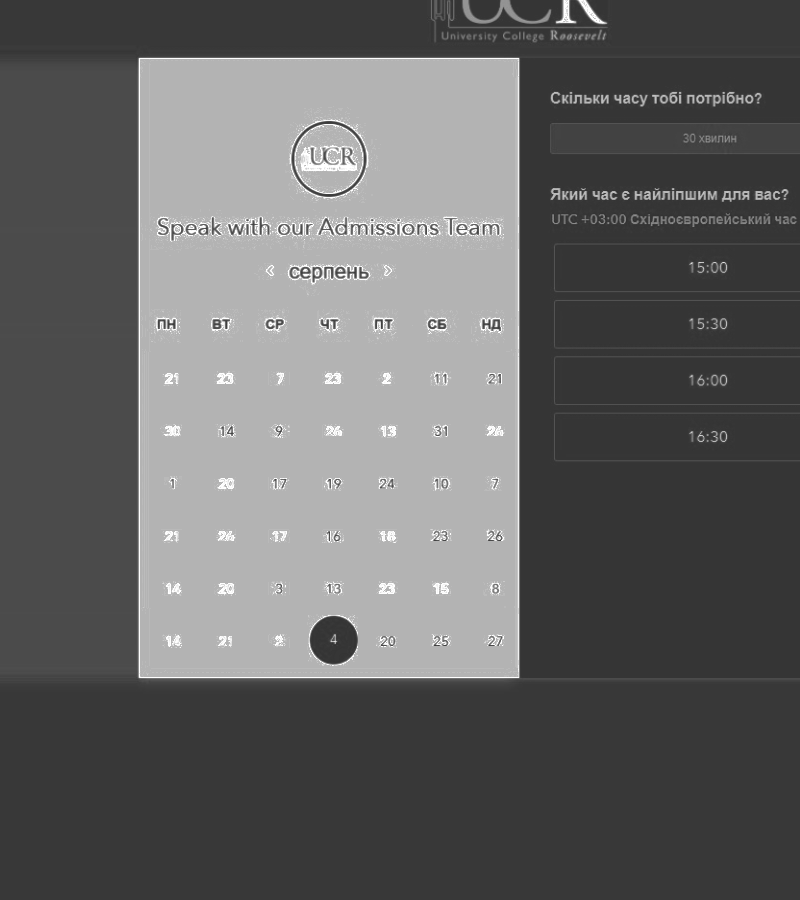 UCR
University College Roosevelt
UCR
Speak with our Admissions Team
< серпень >
ПН ВТ СР ЧТ ПТ СБ НД
21 23 7 23 2 11 21
30 14 9 26 13 31 26
1 20 17 19 24 10 7
21 26 17 16 18 23 26
14 20 3 13 23 15 8
14 21 2 4 20 25 27
Скільки часу тобі потрібно?
30 хвилин
Який час є найліпшим для вас?
UTC +03:00 Східноєвропейський час
15:00
15:30
16:00
16:30